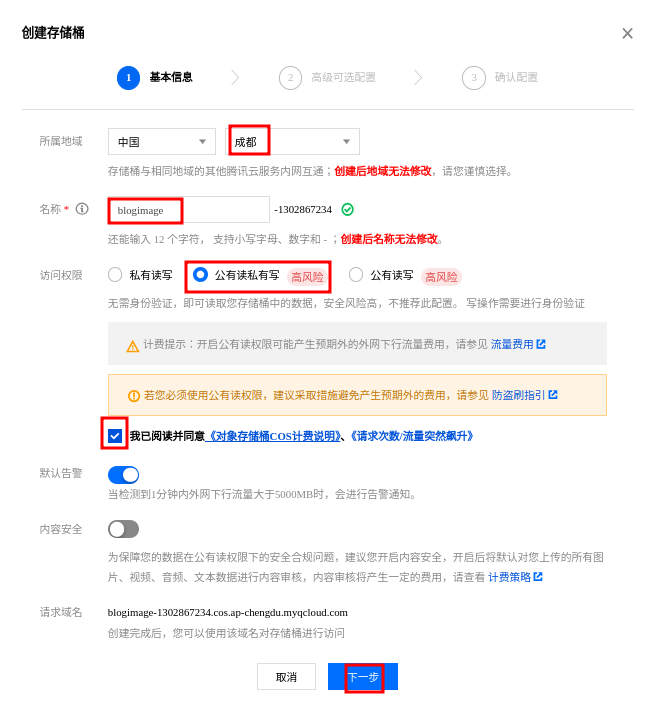 创建存储桶
1 基本信息 2 高级可选配置 3 确认配置
所属地域 中国 成都
存储桶与相同地域的其他腾讯云服务内网互通；创建后地域无法修改，请您谨慎选择。
名称 * blogimage -1302867234
还能输入 12 个字符， 支持小写字母、数字和 - ；创建后名称无法修改。
访问权限 私有读写 公有读私有写 高风险 公有读写 高风险
无需身份验证，即可读取您存储桶中的数据，安全风险高，不推荐此配置。 写操作需要进行身份验证
计费提示：开启公有读权限可能产生预期外的外网下行流量费用，请参见 流量费用
若您必须使用公有读权限，建议采取措施避免产生预期外的费用，请参见 防盗刷指引
我已阅读并同意《对象存储桶COS计费说明》、《请求次数/流量突然飙升》
默认告警
当检测到1分钟内外网下行流量大于5000MB时，会进行告警通知。
内容安全
为保障您的数据在公有读权限下的安全合规问题，建议您开启内容安全，开启后将默认对您上传的所有图
片、视频、音频、文本数据进行内容审核，内容审核将产生一定的费用，请查看 计费策略
请求域名 blogimage-1302867234.cos.ap-chengdu.myqcloud.com
创建完成后，您可以使用该域名对存储桶进行访问
取消 下一步